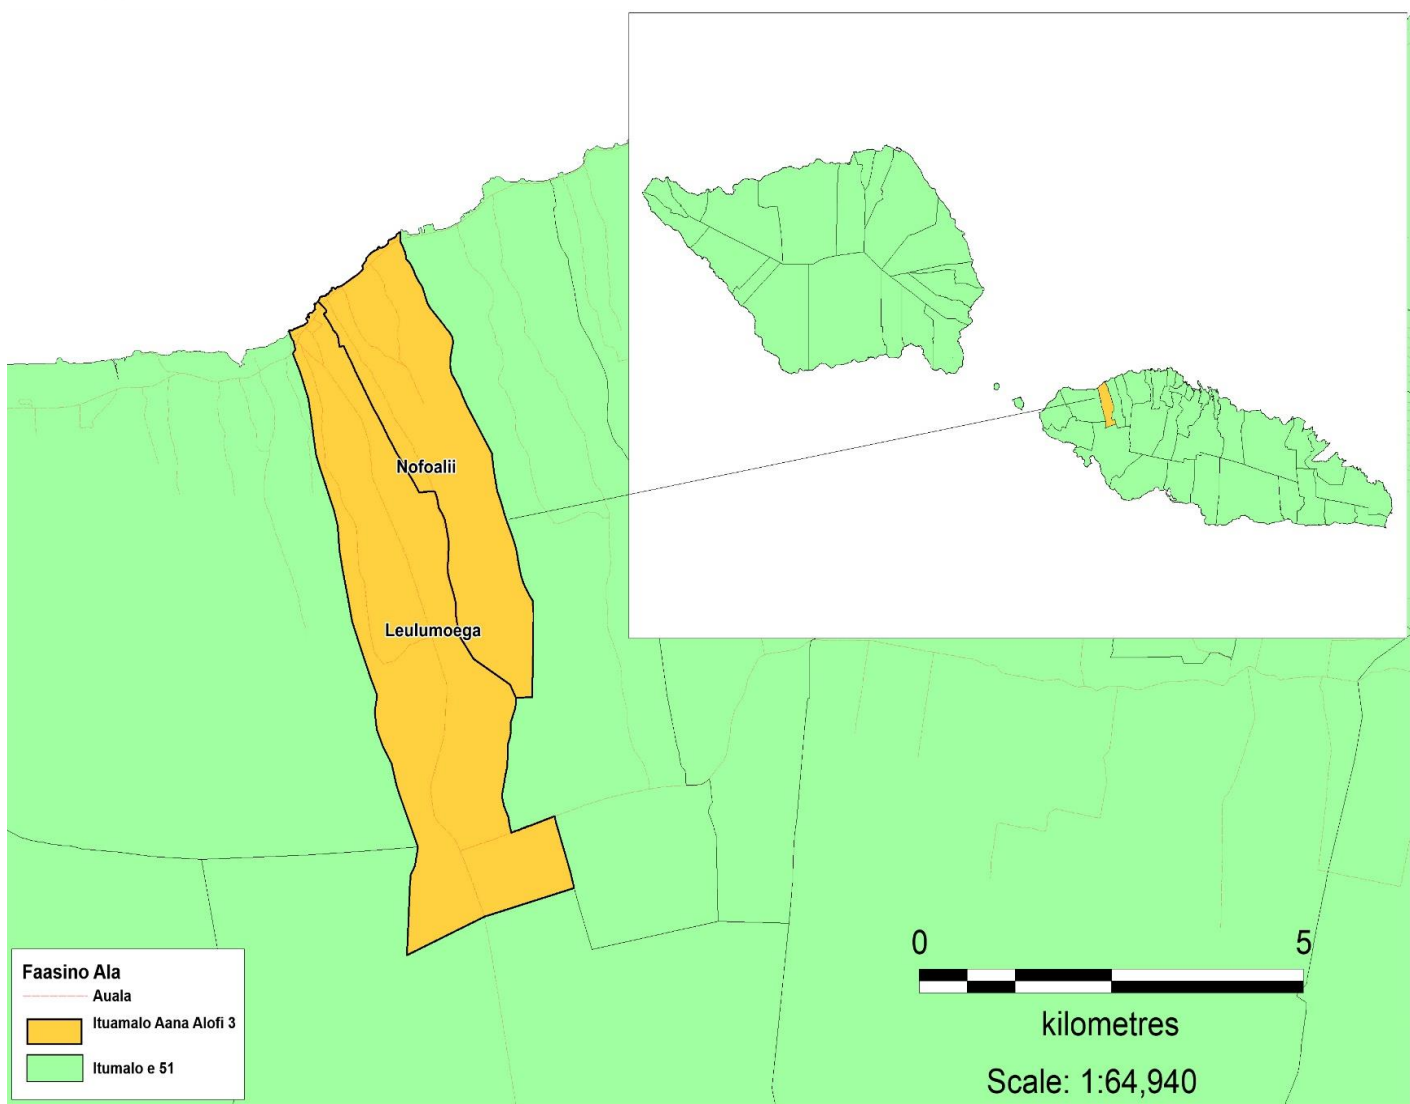 Nofoalii
Leulumoega
Faasino Ala
Auala
Ituamalo Aana Alofi 3
Itumalo e 51
0 5
kilometres
Scale: 1:64,940